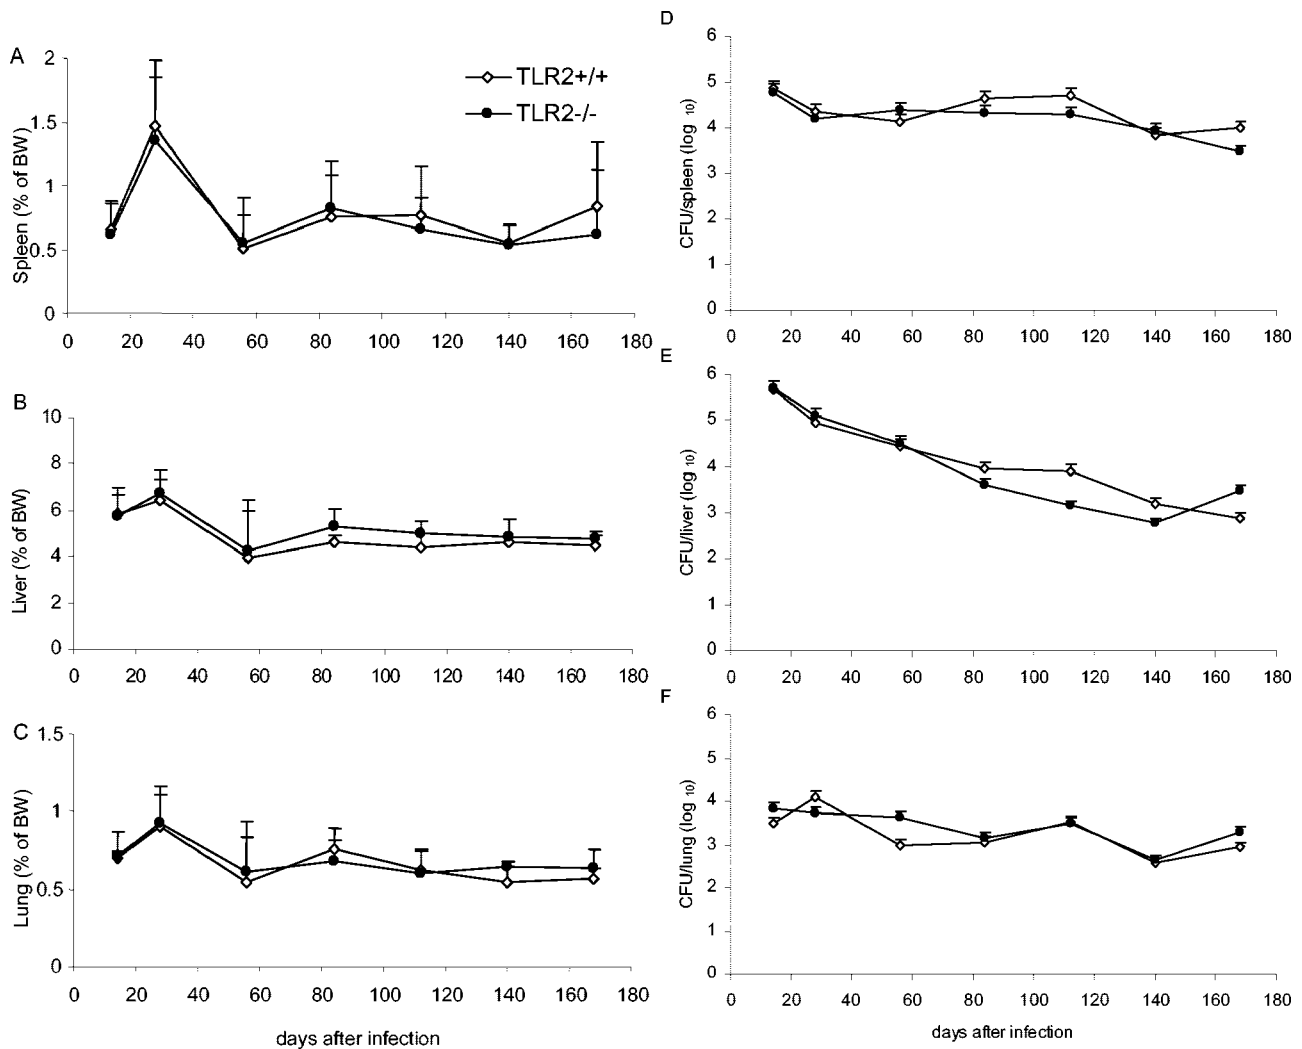 A
2
1.5
1
0.5
0
Spleen (% of BW)
TLR2+/+
TLR2-/-
0 20 40 60 80 100 120 140 160 180
B
10
8
6
4
2
0
Liver (% of BW)
0 20 40 60 80 100 120 140 160 180
C
1.5
1
0.5
0
Lung (% of BW)
0 20 40 60 80 100 120 140 160 180
days after infection
D
6
5
4
3
2
1
0
CFU/spleen (log 10)
0 20 40 60 80 100 120 140 160 180
E
6
5
4
3
2
1
0
CFU/liver (log 10)
0 20 40 60 80 100 120 140 160 180
F
6
5
4
3
2
1
0
CFU/lung (log 10)
0 20 40 60 80 100 120 140 160 180
days after infection